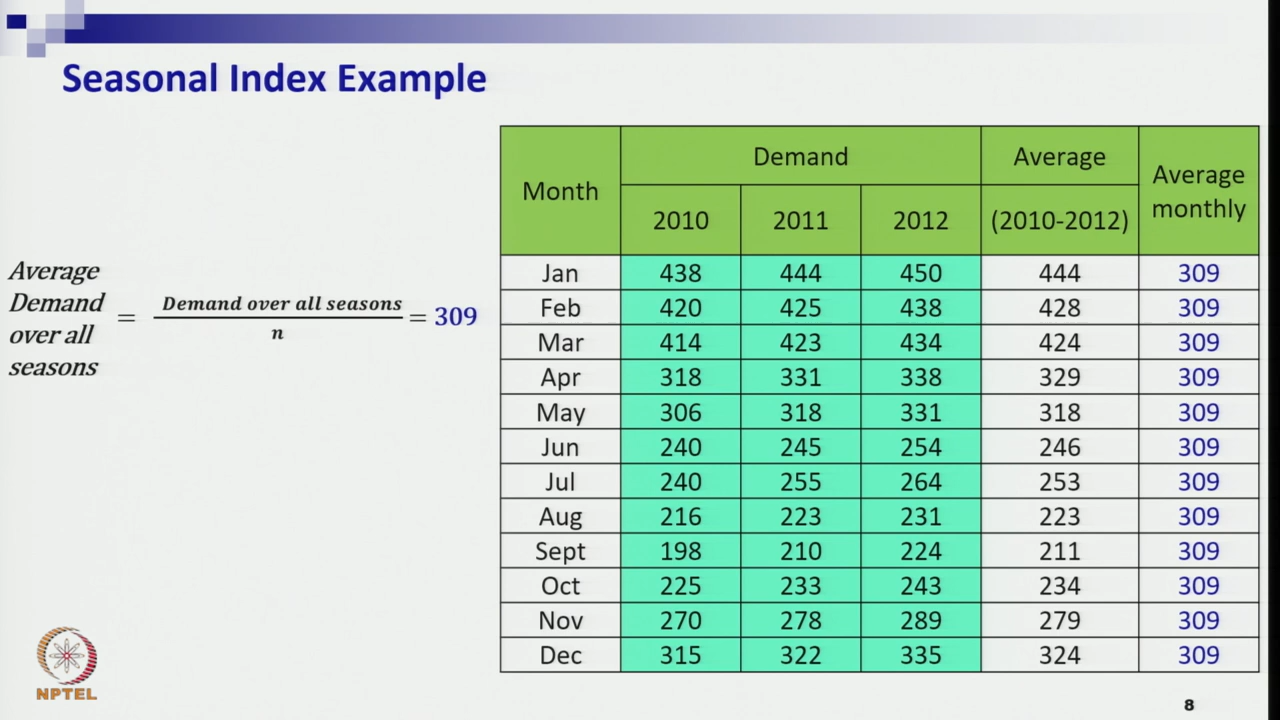 Seasonal Index Example
Average
Demand
over all
seasons
= Demand over all seasons / n = 309
Month Demand Average Average monthly
2010 2011 2012 (2010-2012)
Jan 438 444 450 444 309
Feb 420 425 438 428 309
Mar 414 423 434 424 309
Apr 318 331 338 329 309
May 306 318 331 318 309
Jun 240 245 254 246 309
Jul 240 255 264 253 309
Aug 216 223 231 223 309
Sept 198 210 224 211 309
Oct 225 233 243 234 309
Nov 270 278 289 279 309
Dec 315 322 335 324 309
NPTEL
8